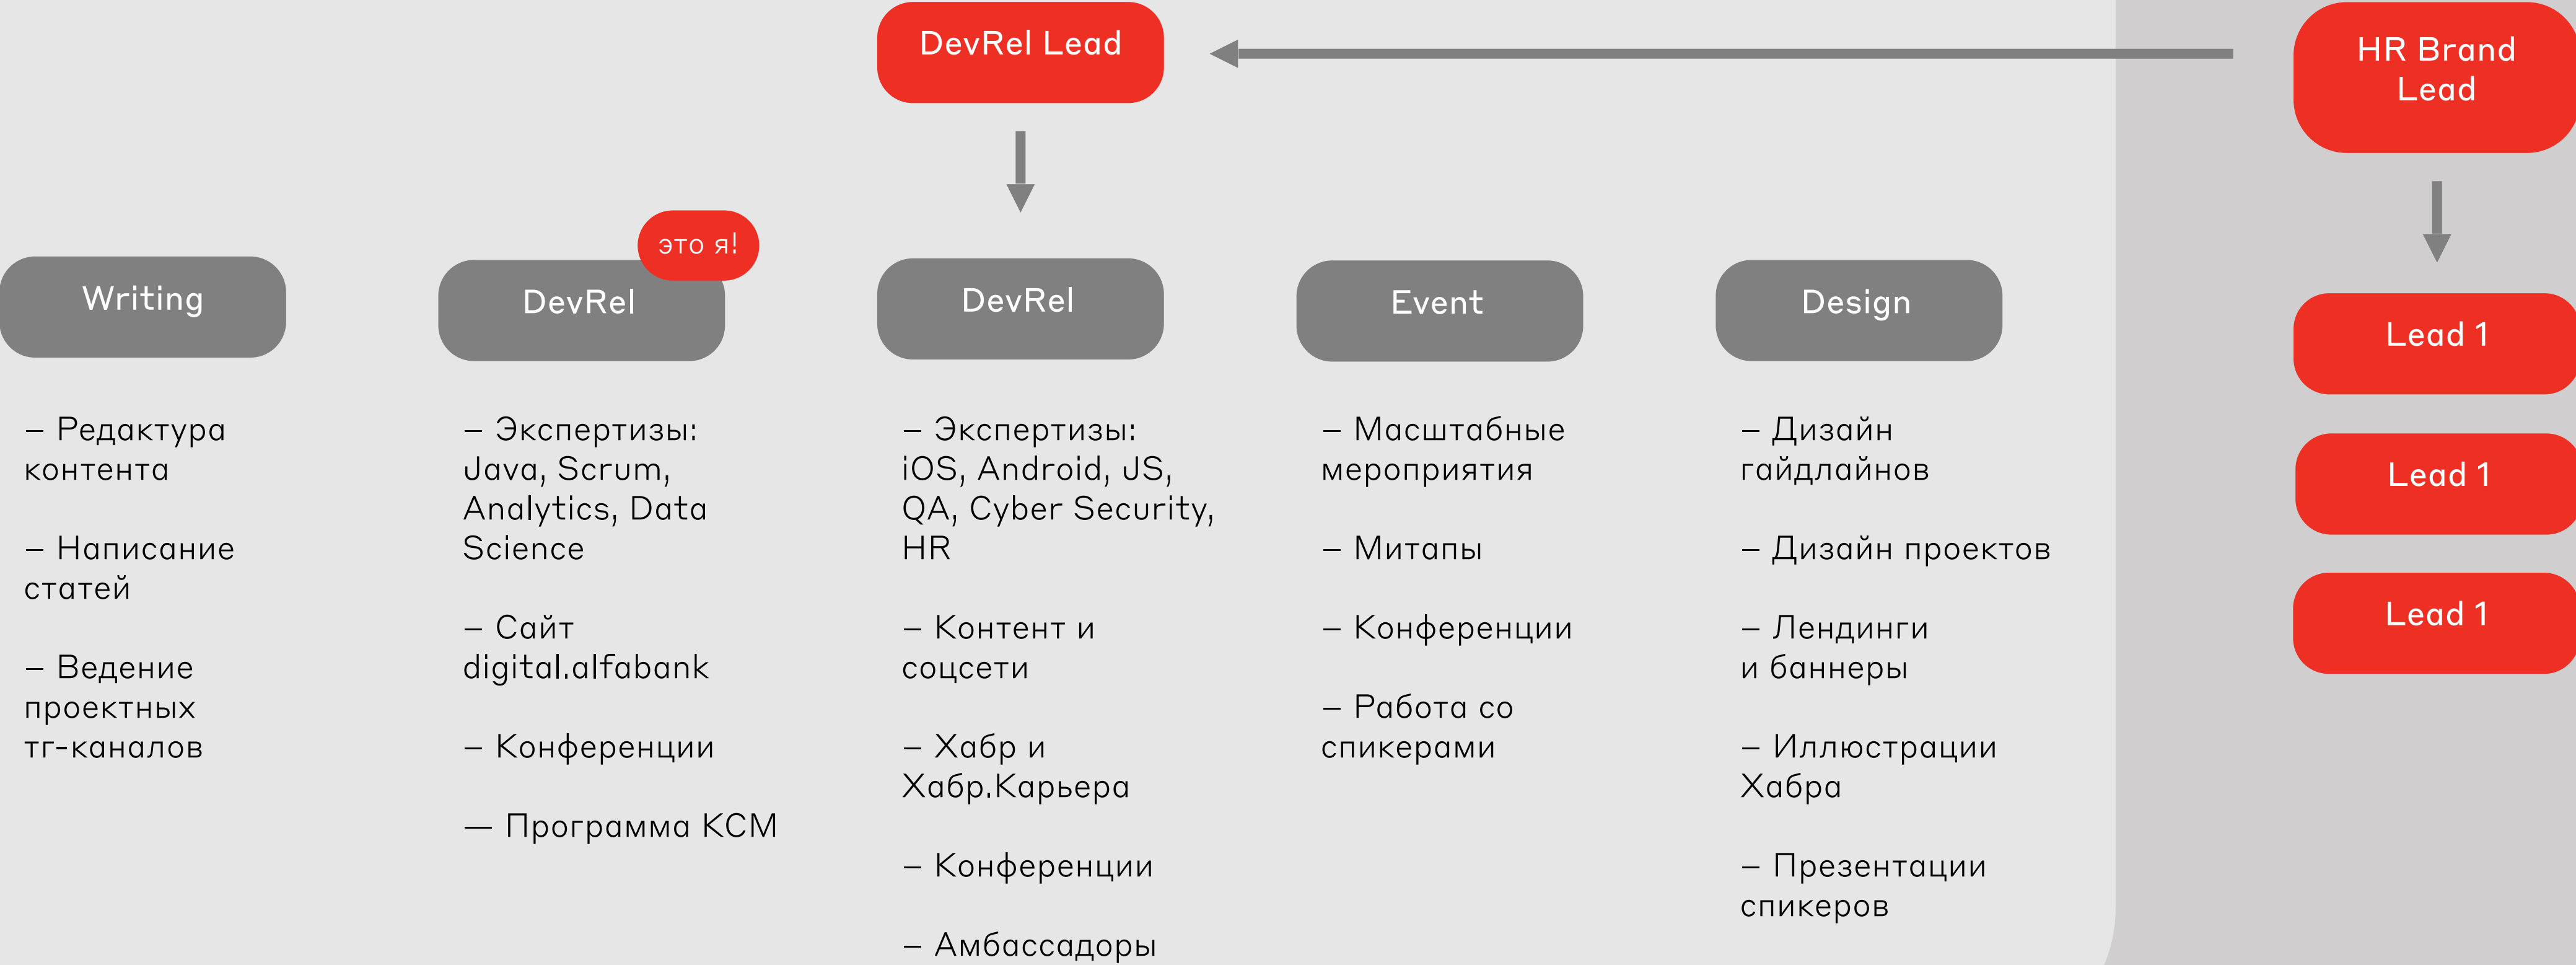 DevRel Lead
HR Brand
Lead
это я!
Writing
DevRel
DevRel
Event
Design
Lead 1
Lead 1
Lead 1
– Редактура
контента
– Написание
статей
– Ведение
проектных
тг-каналов
– Экспертизы:
Java, Scrum,
Analytics, Data
Science
– Сайт
digital.alfabank
– Конференции
— Программа КСМ
– Экспертизы:
iOS, Android, JS,
QA, Cyber Security,
HR
– Контент и
соцсети
– Хабр и
Хабр.Карьера
– Конференции
– Амбассадоры
– Масштабные
мероприятия
– Митапы
– Конференции
– Работа со
спикерами
– Дизайн
гайдлайнов
– Дизайн проектов
– Лендинги
и баннеры
– Иллюстрации
Хабра
– Презентации
спикеров